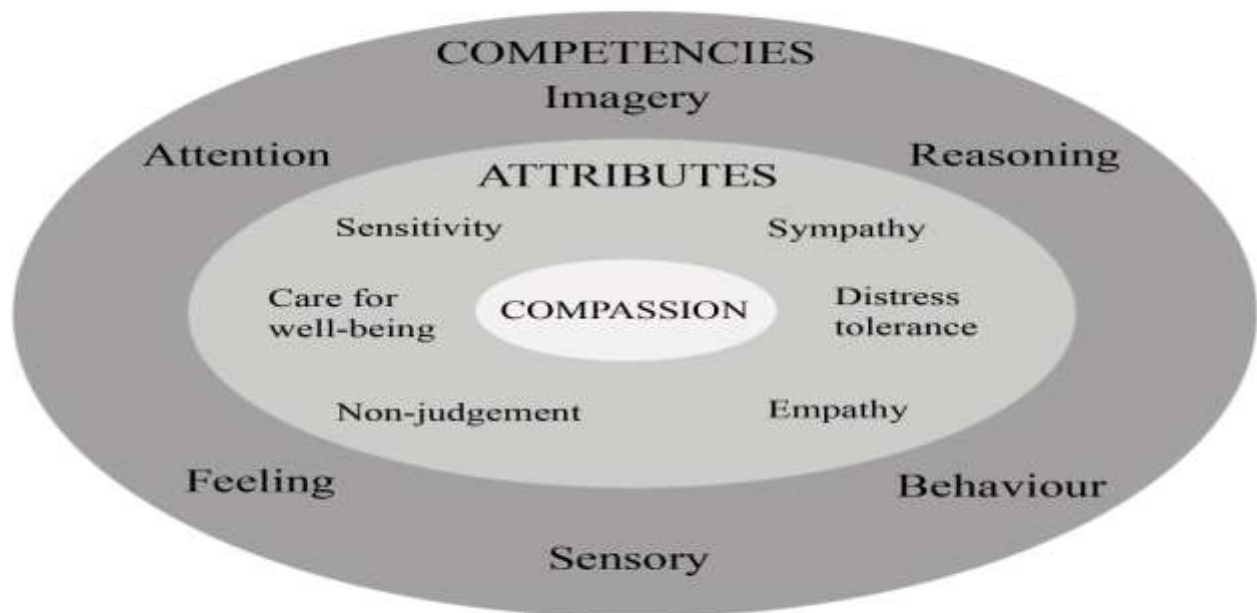 COMPETENCIES
Imagery
Attention
Reasoning
ATTRIBUTES
Sensitivity
Sympathy
Care for
well-being
COMPASSION
Distress
tolerance
Non-judgement
Empathy
Feeling
Behaviour
Sensory